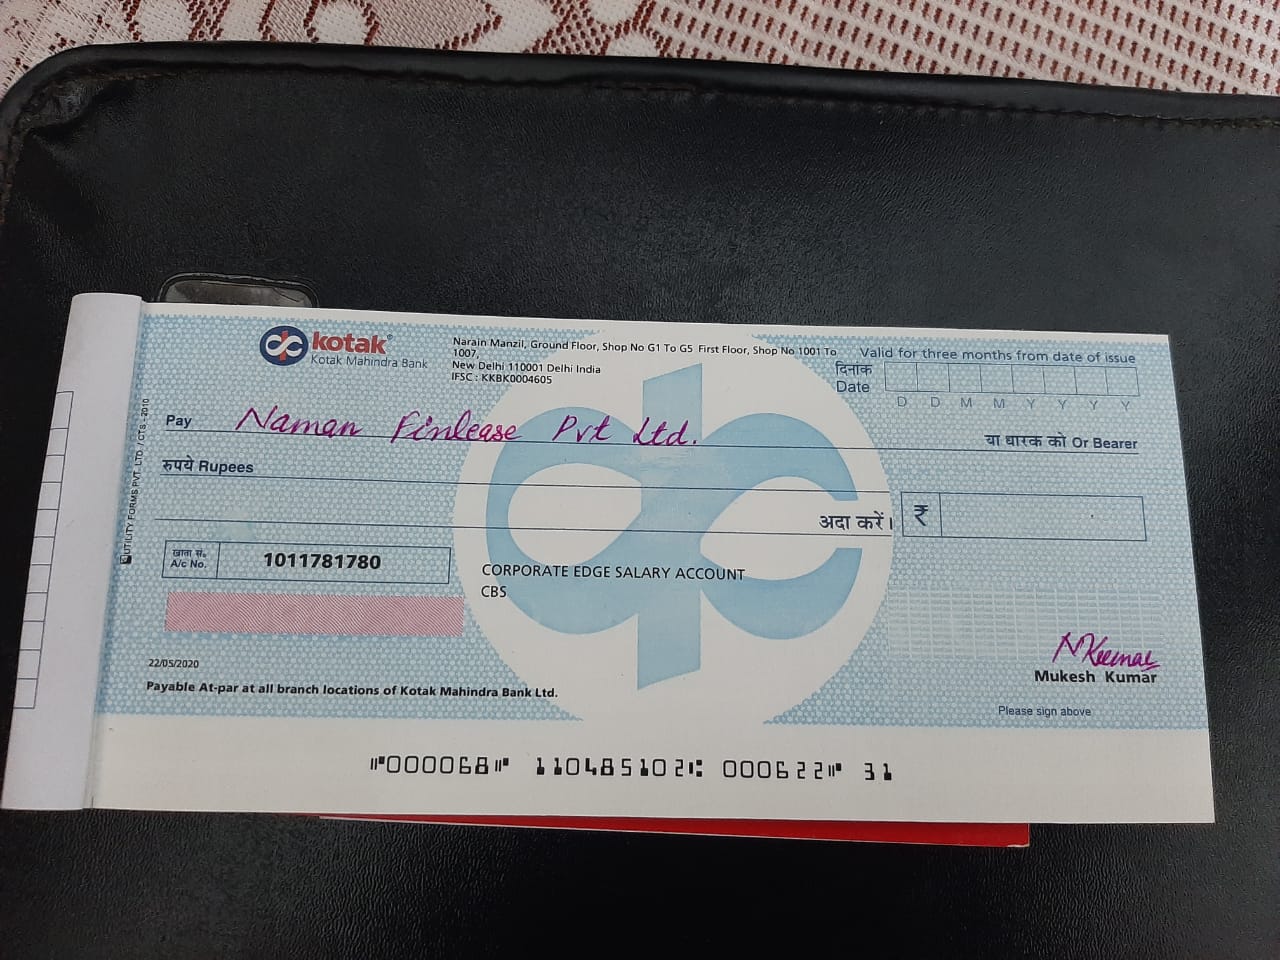 kotak
Kotak Mahindra Bank
Narain Manzil, Ground Floor, Shop No G1 To G5 First Floor, Shop No 1001 To
1007,
New Delhi 110001 Delhi India
IFSC : KKBK0004605
Valid for three months from date of issue
दिनांक
Date
D D M M Y Y Y Y
Pay Naman Finlease Pvt Ltd. या धारक को Or Bearer
रुपये Rupees
अदा करें। ₹
खाता सं.
A/c No. 1011781780
CORPORATE EDGE SALARY ACCOUNT
CBS
MKumar
Mukesh Kumar
Please sign above
22/05/2020
Payable At-par at all branch locations of Kotak Mahindra Bank Ltd.
UTILITY FORMS PVT. LTD. / CTS - 2010
⑈000068⑈ 110485102⑆ 000622⑈ 31